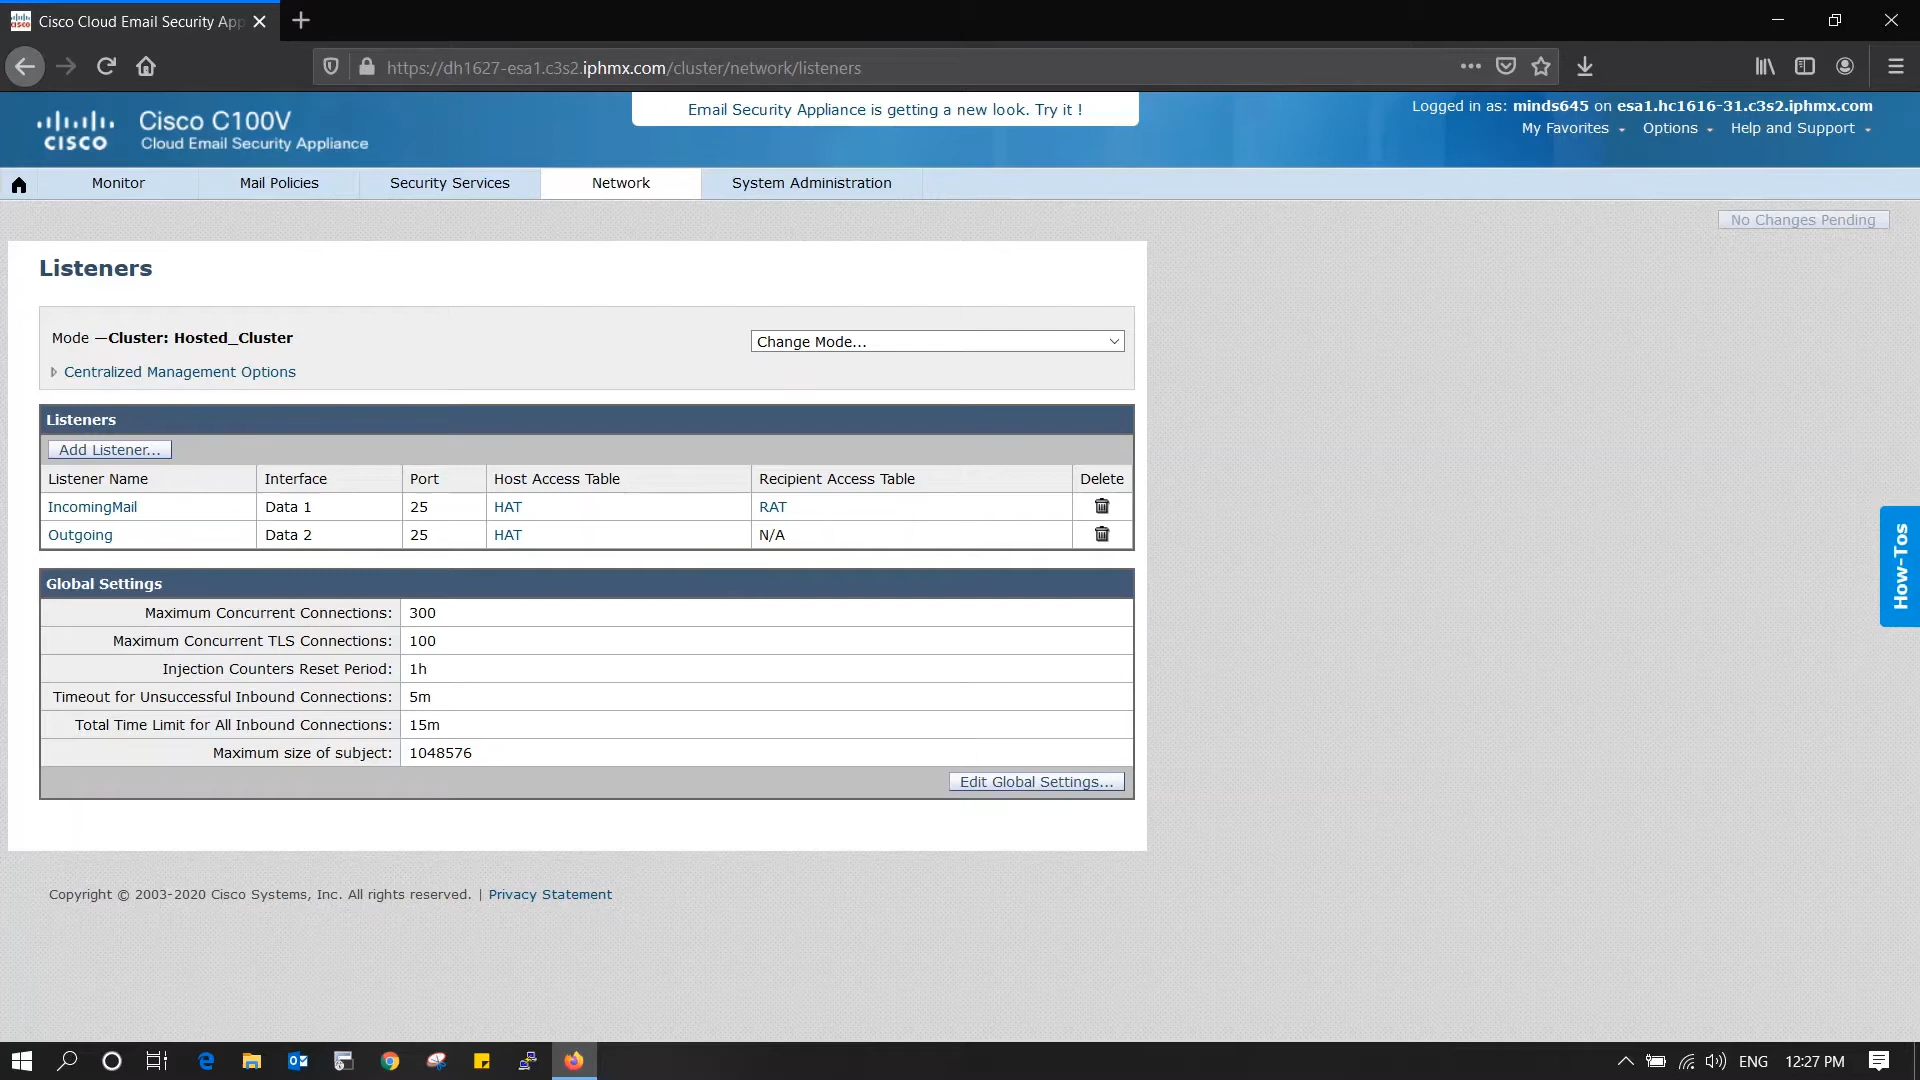 Cisco Cloud Email Security App
https://dh1627-esa1.c3s2.iphmx.com/cluster/network/listeners
CISCO
Cisco C100V
Cloud Email Security Appliance
Email Security Appliance is getting a new look. Try it !
Logged in as: minds645 on esa1.hc1616-31.c3s2.iphmx.com
My Favorites Options Help and Support
Monitor Mail Policies Security Services Network System Administration
No Changes Pending
Listeners
Mode —Cluster: Hosted_Cluster
Change Mode...
Centralized Management Options
Listeners
Add Listener...
Listener Name Interface Port Host Access Table Recipient Access Table Delete
IncomingMail Data 1 25 HAT RAT
Outgoing Data 2 25 HAT N/A
Global Settings
Maximum Concurrent Connections: 300
Maximum Concurrent TLS Connections: 100
Injection Counters Reset Period: 1h
Timeout for Unsuccessful Inbound Connections: 5m
Total Time Limit for All Inbound Connections: 15m
Maximum size of subject: 1048576
Edit Global Settings...
How-Tos
Copyright © 2003-2020 Cisco Systems, Inc. All rights reserved. | Privacy Statement
ENG 12:27 PM